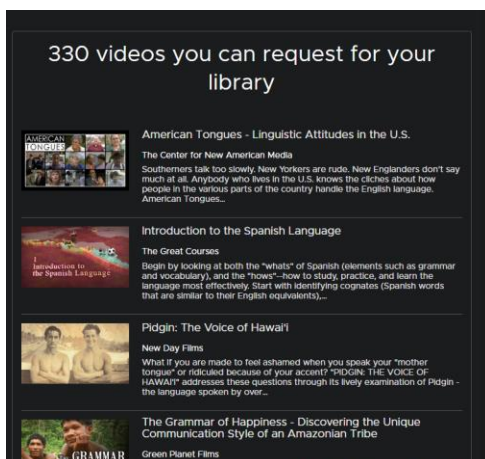 330 videos you can request for your
library
AMERICAN
TONGUES
American Tongues - Linguistic Attitudes in the U.S.
The Center for New American Media
Southerners talk too slowly. New Yorkers are rude. New Englanders don't say
much at all. Anybody who lives in the U.S. knows the cliches about how
people in the various parts of the country handle the English language.
American Tongues...
1
Introduction to
the Spanish Language
Introduction to the Spanish Language
The Great Courses
Begin by looking at both the "whats" of Spanish (elements such as grammar
and vocabulary), and the "hows"--how to study, practice, and learn the
language most effectively. Start with identifying cognates (Spanish words
that are similar to their English equivalents),...
Pidgin: The Voice of Hawai'i
New Day Films
What if you are made to feel ashamed when you speak your "mother
tongue" or ridiculed because of your accent? "PIDGIN: THE VOICE OF
HAWAI'I" addresses these questions through its lively examination of Pidgin -
the language spoken by over...
GRAMMAR
The Grammar of Happiness - Discovering the Unique
Communication Style of an Amazonian Tribe
Green Planet Films